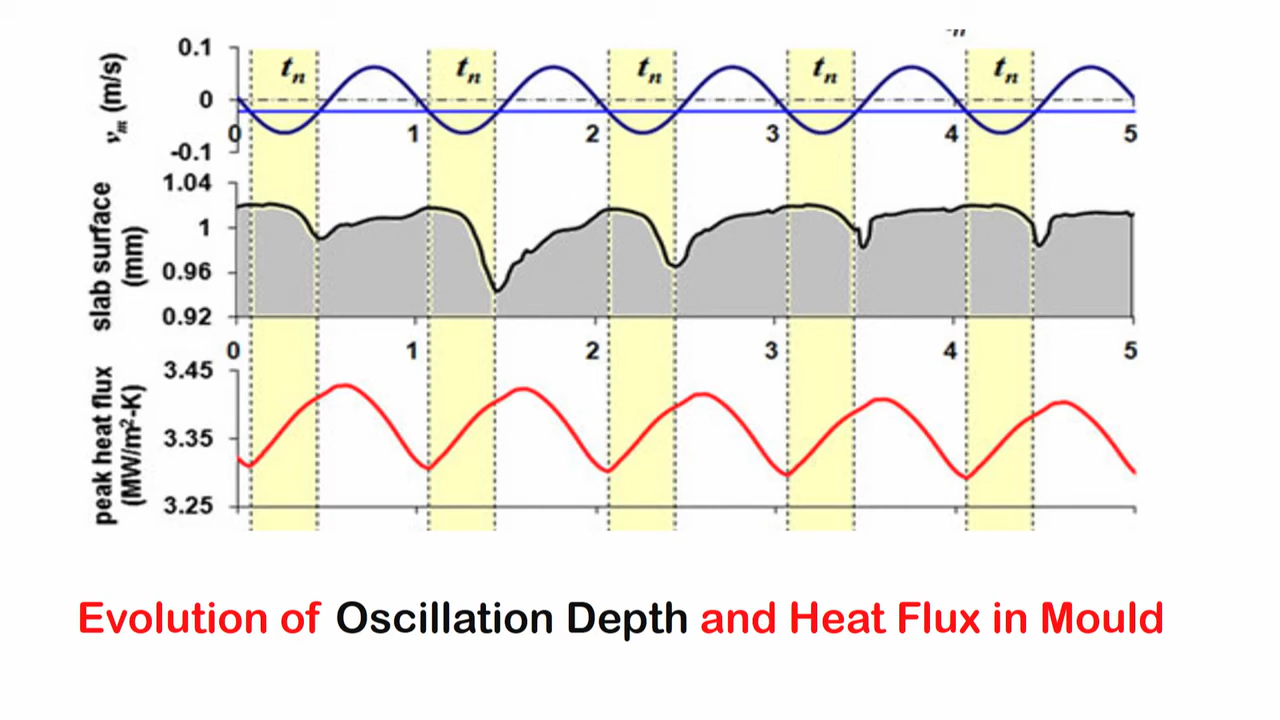 n
0.1
0
-0.1
v_m (m/s)
t_n t_n t_n t_n t_n
0 1 2 3 4 5
1.04
1
0.96
0.92
slab surface
(mm)
0 1 2 3 4 5
3.45
3.35
3.25
peak heat flux
(MW/m²-K)
Evolution of Oscillation Depth and Heat Flux in Mould